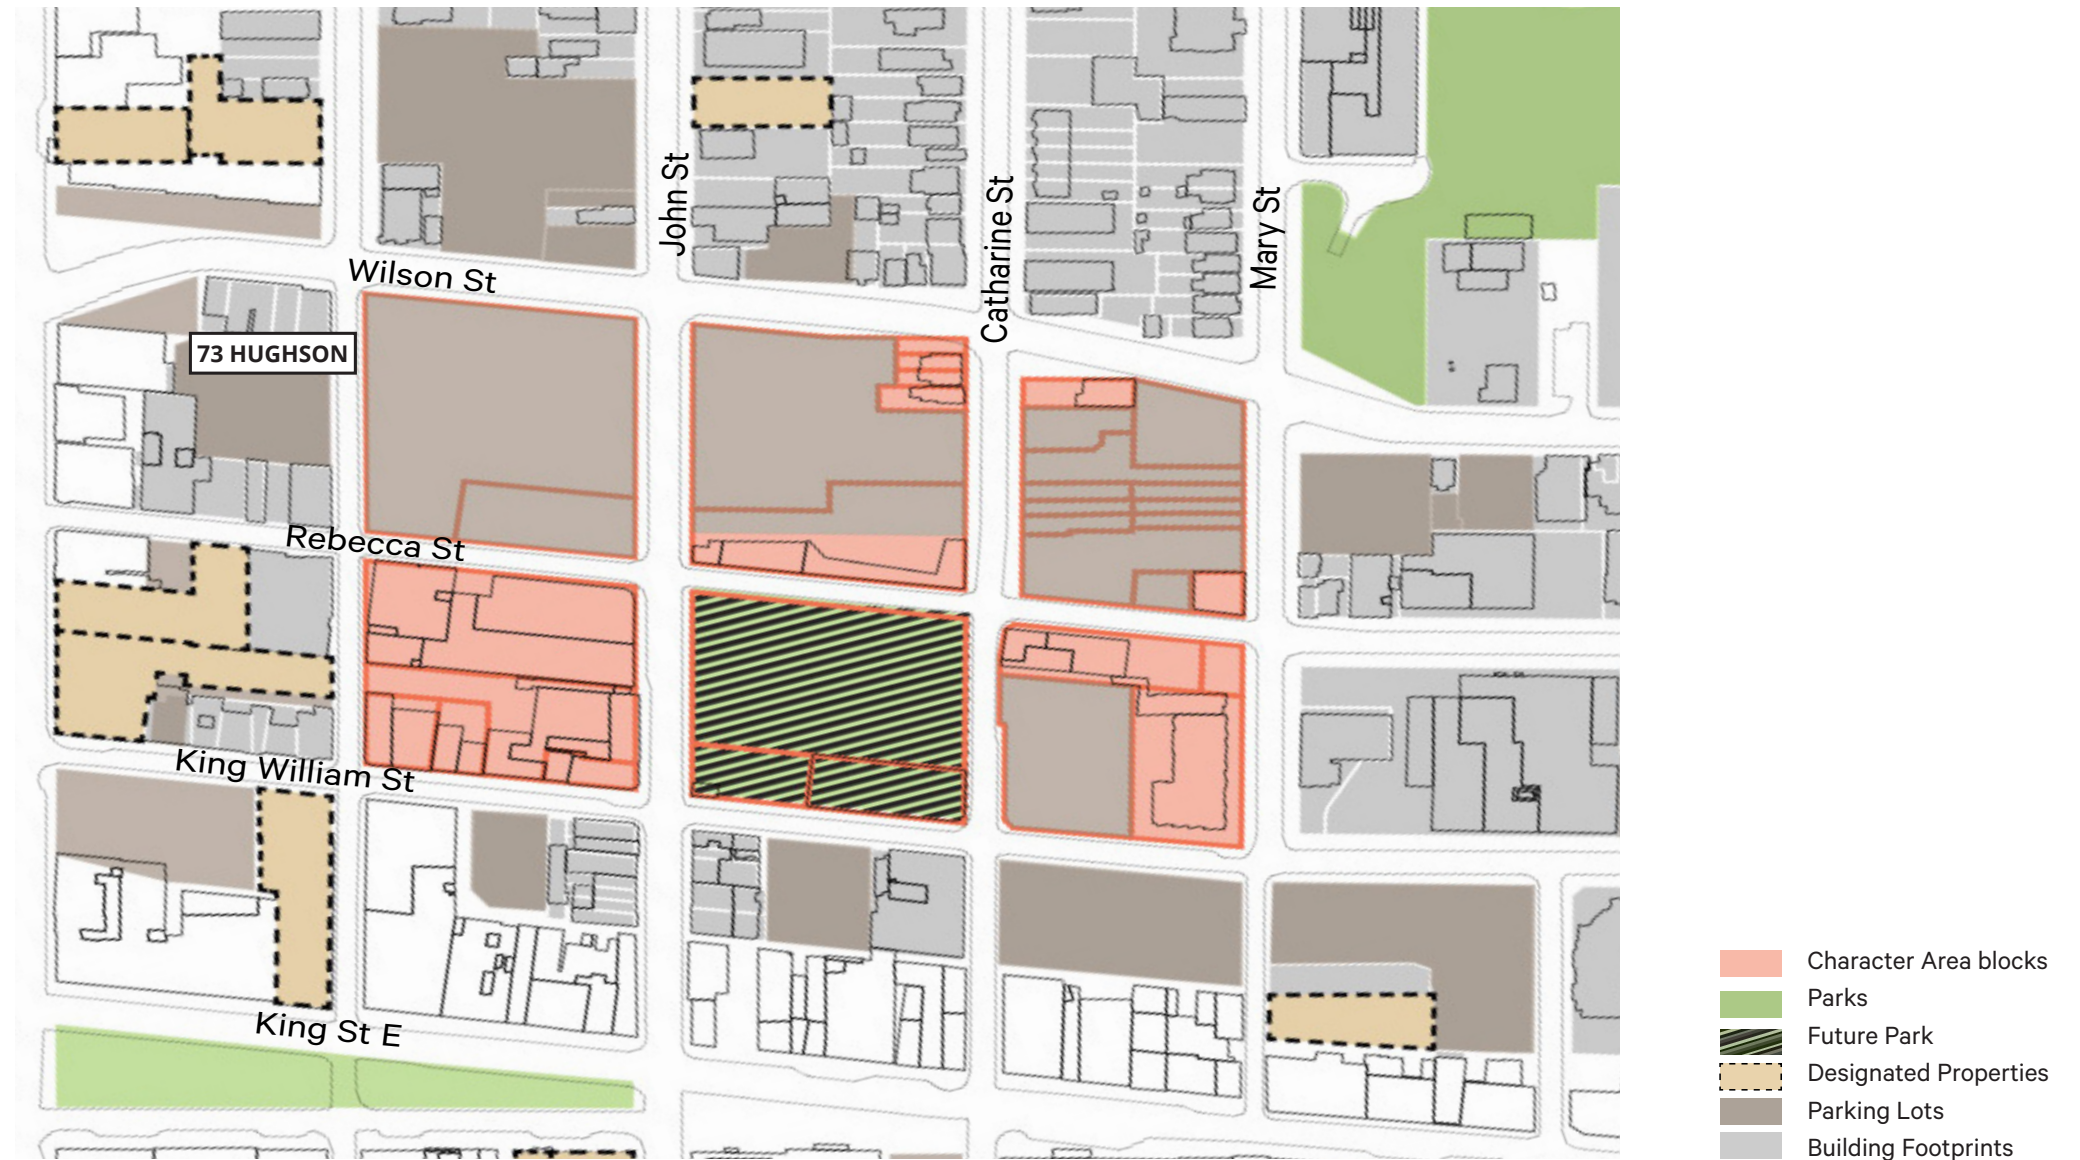 John St
Catharine St
Mary St
Wilson St
73 HUGHSON
Rebecca St
King William St
King St E
Character Area blocks
Parks
Future Park
Designated Properties
Parking Lots
Building Footprints